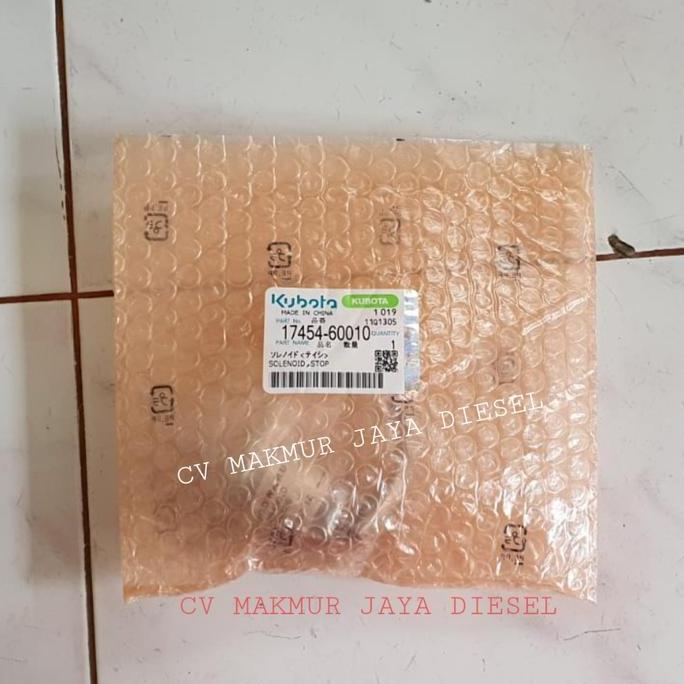 Kubota KUBOTA
MADE IN CHINA 1 019
PART No. 品番 11Q1305
17454-60010 QUANTITY
PART NAME 品名 数量 1
ソレノイド<テイシ>
SOLENOID,STOP
CV MAKMUR JAYA DIESEL
CV MAKMUR JAYA DIESEL